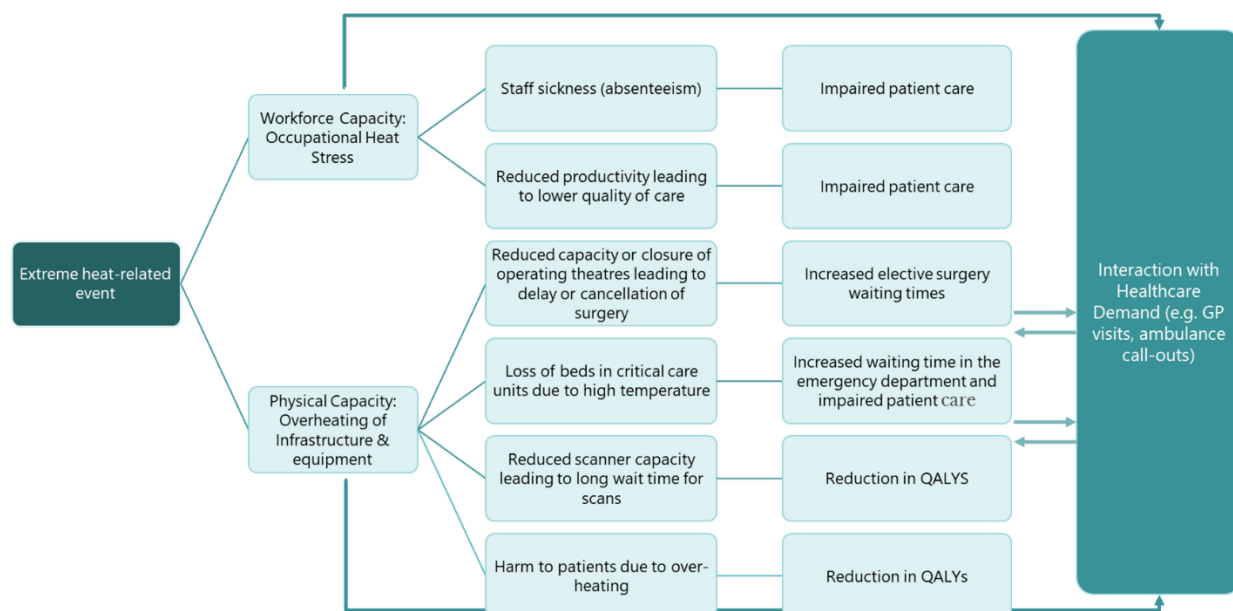 Extreme heat-related
event
Workforce Capacity:
Occupational Heat
Stress
Physical Capacity:
Overheating of
Infrastructure &
equipment
Staff sickness (absenteeism)
Impaired patient care
Reduced productivity leading
to lower quality of care
Impaired patient care
Reduced capacity or closure of
operating theatres leading to
delay or cancellation of
surgery
Increased elective surgery
waiting times
Loss of beds in critical care
units due to high temperature
Increased waiting time in the
emergency department and
impaired patient care
Reduced scanner capacity
leading to long wait time for
scans
Reduction in QALYS
Harm to patients due to over-
heating
Reduction in QALYs
Interaction with
Healthcare
Demand (e.g. GP
visits, ambulance
call-outs)